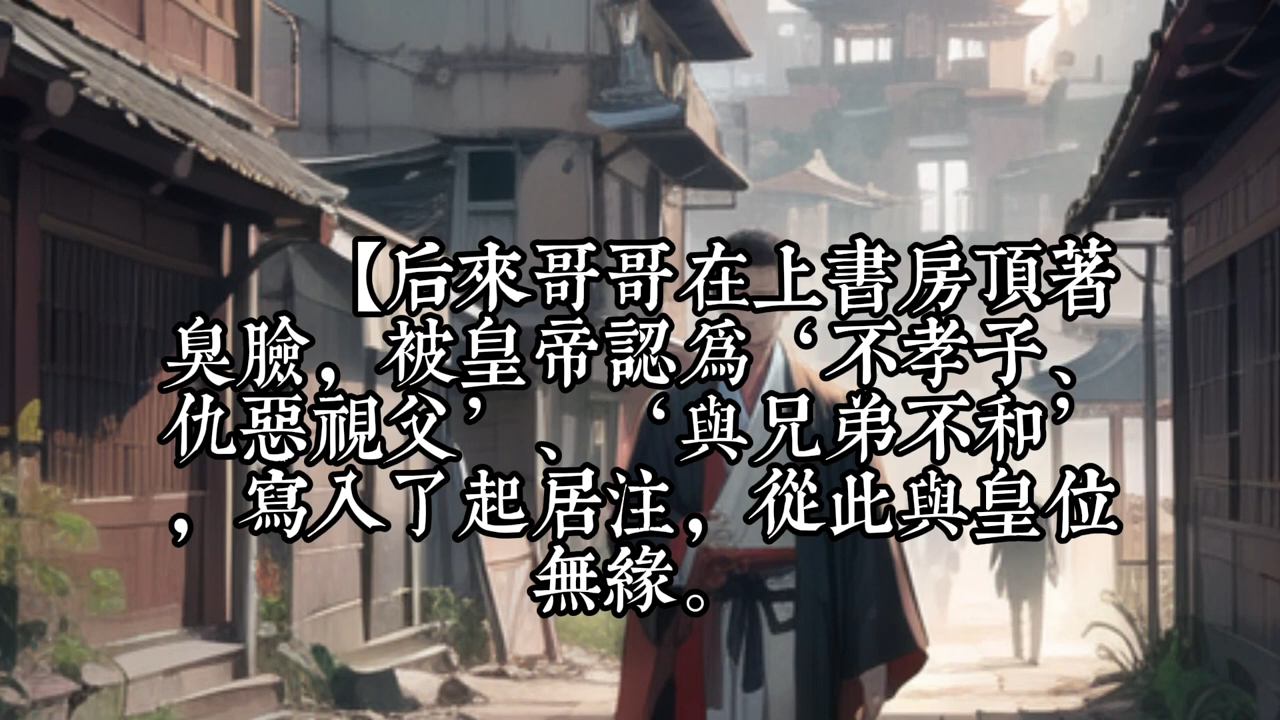 【后來哥哥在上書房頂著
臭臉，被皇帝認爲‘不孝子、
仇惡視父’、‘與兄弟不和’
，寫入了起居注，從此與皇位
無緣。